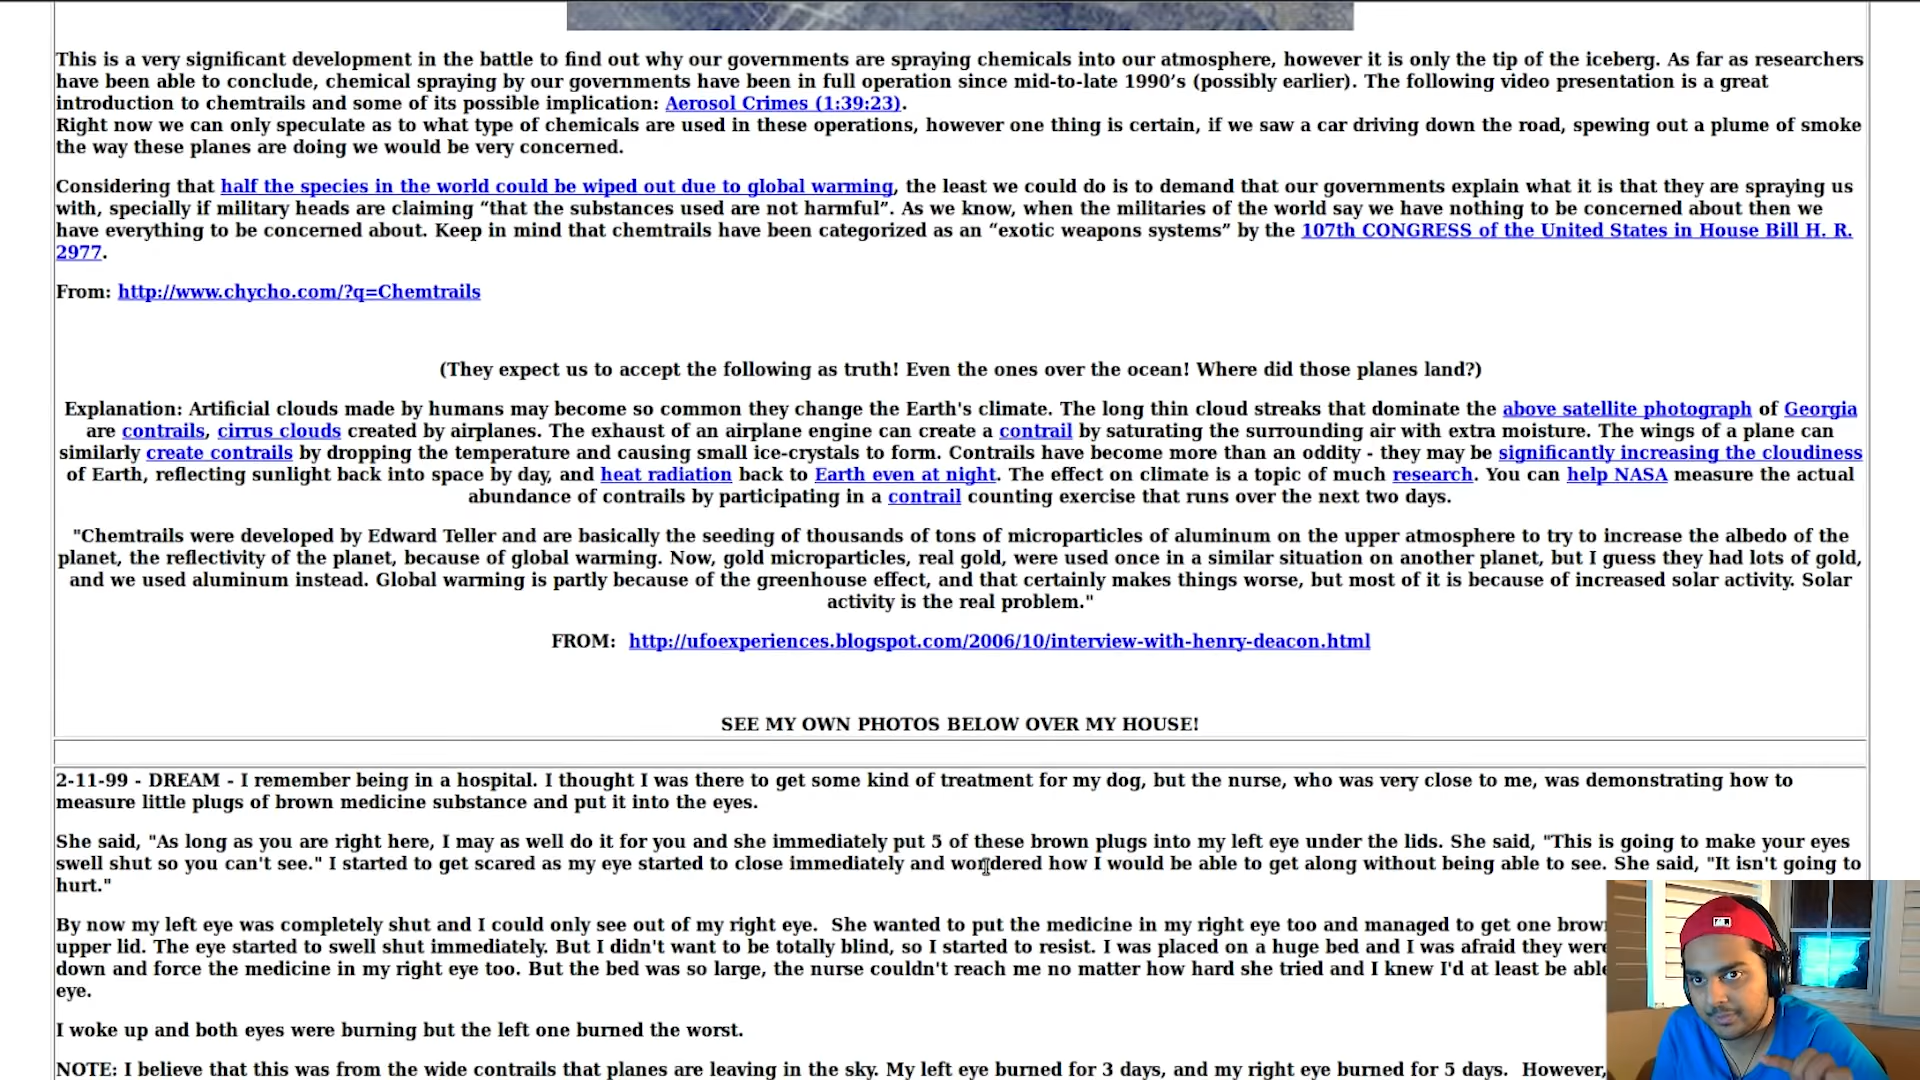 This is a very significant development in the battle to find out why our governments are spraying chemicals into our atmosphere, however it is only the tip of the iceberg. As far as researchers
have been able to conclude, chemical spraying by our governments have been in full operation since mid-to-late 1990’s (possibly earlier). The following video presentation is a great
introduction to chemtrails and some of its possible implication: Aerosol Crimes (1:39:23).
Right now we can only speculate as to what type of chemicals are used in these operations, however one thing is certain, if we saw a car driving down the road, spewing out a plume of smoke
the way these planes are doing we would be very concerned.
Considering that half the species in the world could be wiped out due to global warming, the least we could do is to demand that our governments explain what it is that they are spraying us
with, specially if military heads are claiming “that the substances used are not harmful”. As we know, when the militaries of the world say we have nothing to be concerned about then we
have everything to be concerned about. Keep in mind that chemtrails have been categorized as an “exotic weapons systems” by the 107th CONGRESS of the United States in House Bill H. R.
2977.
From: http://www.chycho.com/?q=Chemtrails
(They expect us to accept the following as truth! Even the ones over the ocean! Where did those planes land?)
Explanation: Artificial clouds made by humans may become so common they change the Earth's climate. The long thin cloud streaks that dominate the above satellite photograph of Georgia
are contrails, cirrus clouds created by airplanes. The exhaust of an airplane engine can create a contrail by saturating the surrounding air with extra moisture. The wings of a plane can
similarly create contrails by dropping the temperature and causing small ice-crystals to form. Contrails have become more than an oddity - they may be significantly increasing the cloudiness
of Earth, reflecting sunlight back into space by day, and heat radiation back to Earth even at night. The effect on climate is a topic of much research. You can help NASA measure the actual
abundance of contrails by participating in a contrail counting exercise that runs over the next two days.
"Chemtrails were developed by Edward Teller and are basically the seeding of thousands of tons of microparticles of aluminum on the upper atmosphere to try to increase the albedo of the
planet, the reflectivity of the planet, because of global warming. Now, gold microparticles, real gold, were used once in a similar situation on another planet, but I guess they had lots of gold,
and we used aluminum instead. Global warming is partly because of the greenhouse effect, and that certainly makes things worse, but most of it is because of increased solar activity. Solar
activity is the real problem."
FROM: http://ufoexperiences.blogspot.com/2006/10/interview-with-henry-deacon.html
SEE MY OWN PHOTOS BELOW OVER MY HOUSE!
2-11-99 - DREAM - I remember being in a hospital. I thought I was there to get some kind of treatment for my dog, but the nurse, who was very close to me, was demonstrating how to
measure little plugs of brown medicine substance and put it into the eyes.
She said, "As long as you are right here, I may as well do it for you and she immediately put 5 of these brown plugs into my left eye under the lids. She said, "This is going to make your eyes
swell shut so you can't see." I started to get scared as my eye started to close immediately and wondered how I would be able to get along without being able to see. She said, "It isn't going to
hurt."
By now my left eye was completely shut and I could only see out of my right eye. She wanted to put the medicine in my right eye too and managed to get one brown
upper lid. The eye started to swell shut immediately. But I didn't want to be totally blind, so I started to resist. I was placed on a huge bed and I was afraid they were
down and force the medicine in my right eye too. But the bed was so large, the nurse couldn't reach me no matter how hard she tried and I knew I'd at least be able
eye.
I woke up and both eyes were burning but the left one burned the worst.
NOTE: I believe that this was from the wide contrails that planes are leaving in the sky. My left eye burned for 3 days, and my right eye burned for 5 days. However,